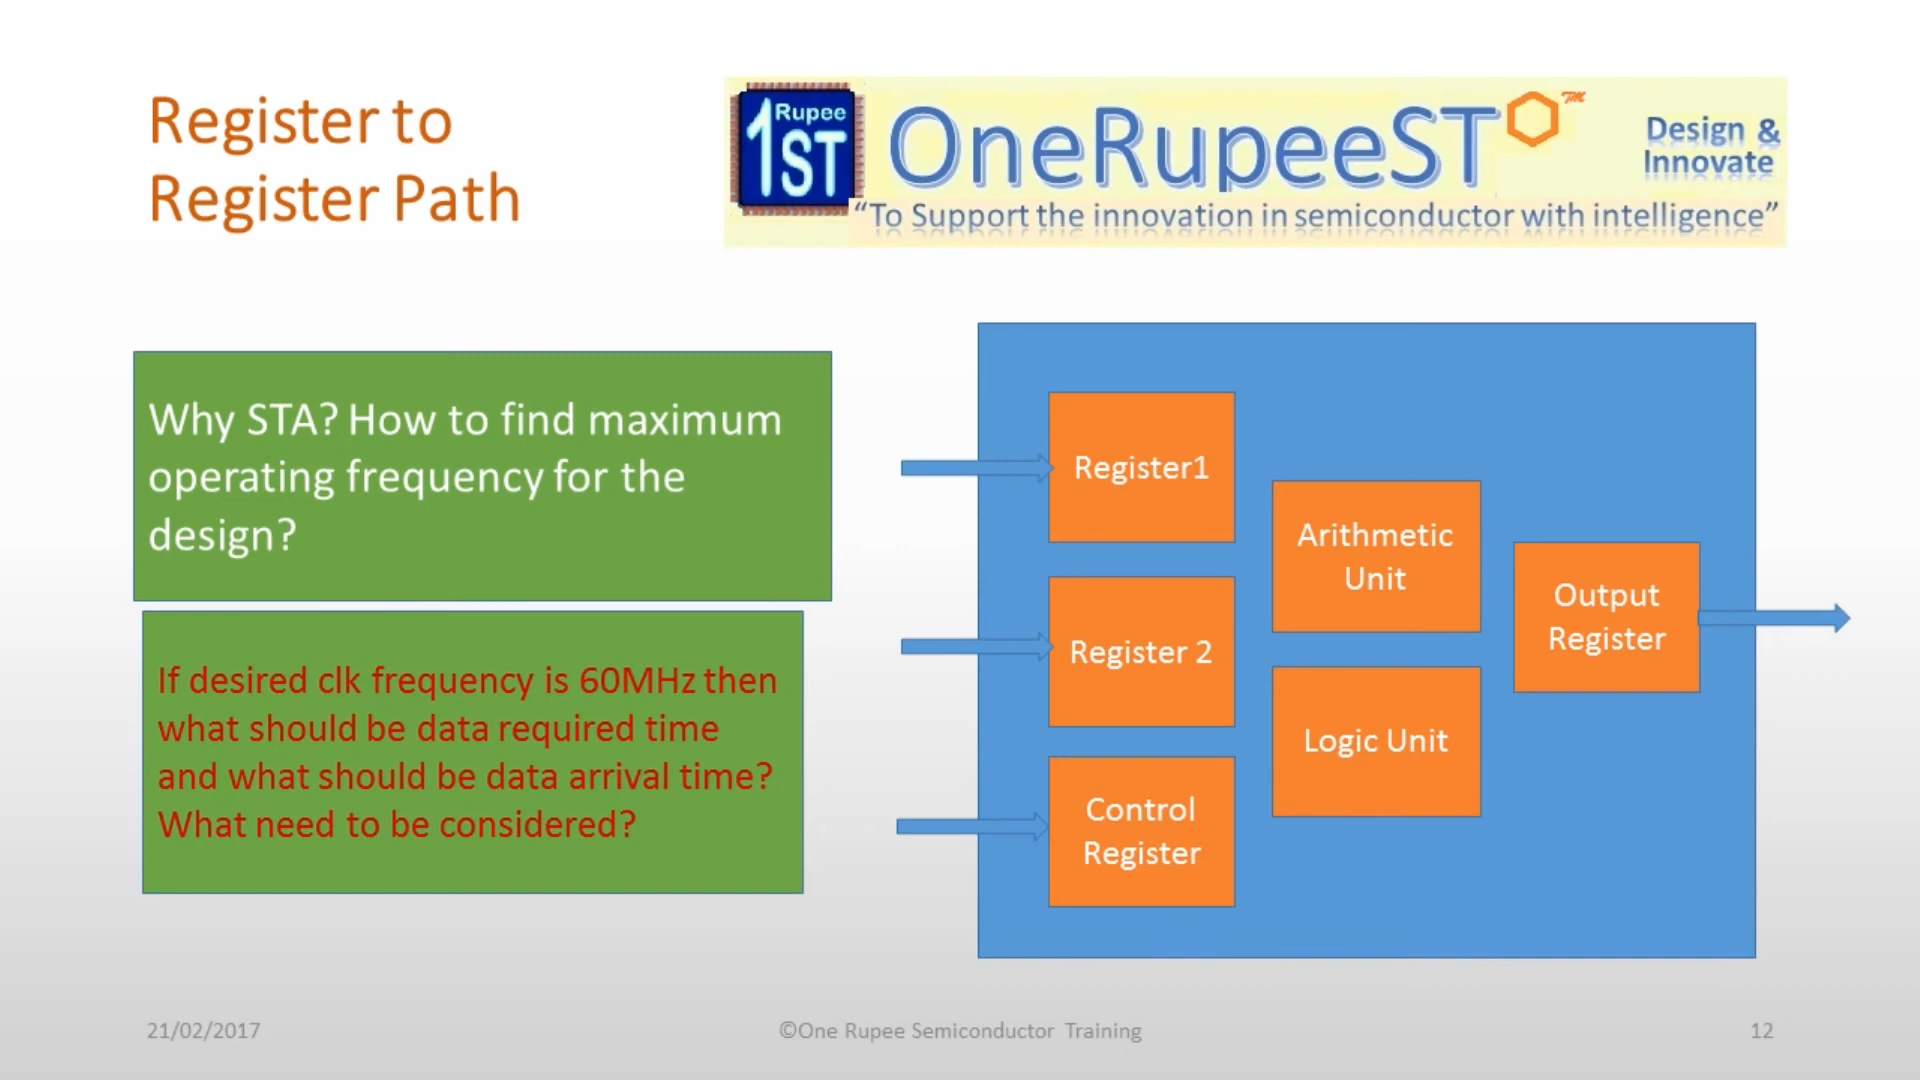 Register to
Register Path
Rupee
1ST
OneRupeeST™
Design &
Innovate
“To Support the innovation in semiconductor with intelligence”
Why STA? How to find maximum
operating frequency for the
design?
If desired clk frequency is 60MHz then
what should be data required time
and what should be data arrival time?
What need to be considered?
Register1
Register 2
Control
Register
Arithmetic
Unit
Logic Unit
Output
Register
21/02/2017
©One Rupee Semiconductor Training
12